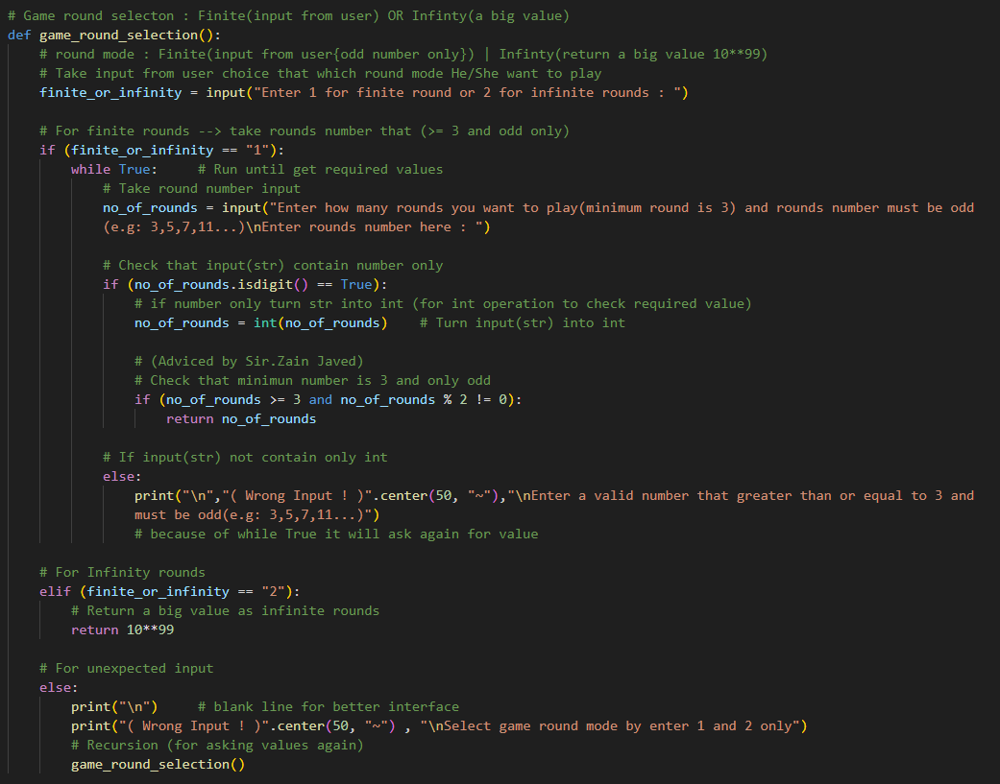 # Game round selecton : Finite(input from user) OR Infinty(a big value)
def game_round_selection():
    # round mode : Finite(input from user{odd number only}) | Infinty(return a big value 10**99)
    # Take input from user choice that which round mode He/She want to play
    finite_or_infinity = input("Enter 1 for finite round or 2 for infinite rounds : ")

    # For finite rounds --> take rounds number that (>= 3 and odd only)
    if (finite_or_infinity == "1"):
        while True:     # Run until get required values
            # Take round number input
            no_of_rounds = input("Enter how many rounds you want to play(minimum round is 3) and rounds number must be odd
            (e.g: 3,5,7,11...)\nEnter rounds number here : ")

            # Check that input(str) contain number only
            if (no_of_rounds.isdigit() == True):
                # if number only turn str into int (for int operation to check required value)
                no_of_rounds = int(no_of_rounds)    # Turn input(str) into int

                # (Adviced by Sir.Zain Javed)
                # Check that minimun number is 3 and only odd
                if (no_of_rounds >= 3 and no_of_rounds % 2 != 0):
                    return no_of_rounds

            # If input(str) not contain only int
            else:
                print("\n","( Wrong Input ! )".center(50, "~"),"\nEnter a valid number that greater than or equal to 3 and
                must be odd(e.g: 3,5,7,11...)")
                # because of while True it will ask again for value

    # For Infinity rounds
    elif (finite_or_infinity == "2"):
        # Return a big value as infinite rounds
        return 10**99

    # For unexpected input
    else:
        print("\n")     # blank line for better interface
        print("( Wrong Input ! )".center(50, "~") , "\nSelect game round mode by enter 1 and 2 only")
        # Recursion (for asking values again)
        game_round_selection()